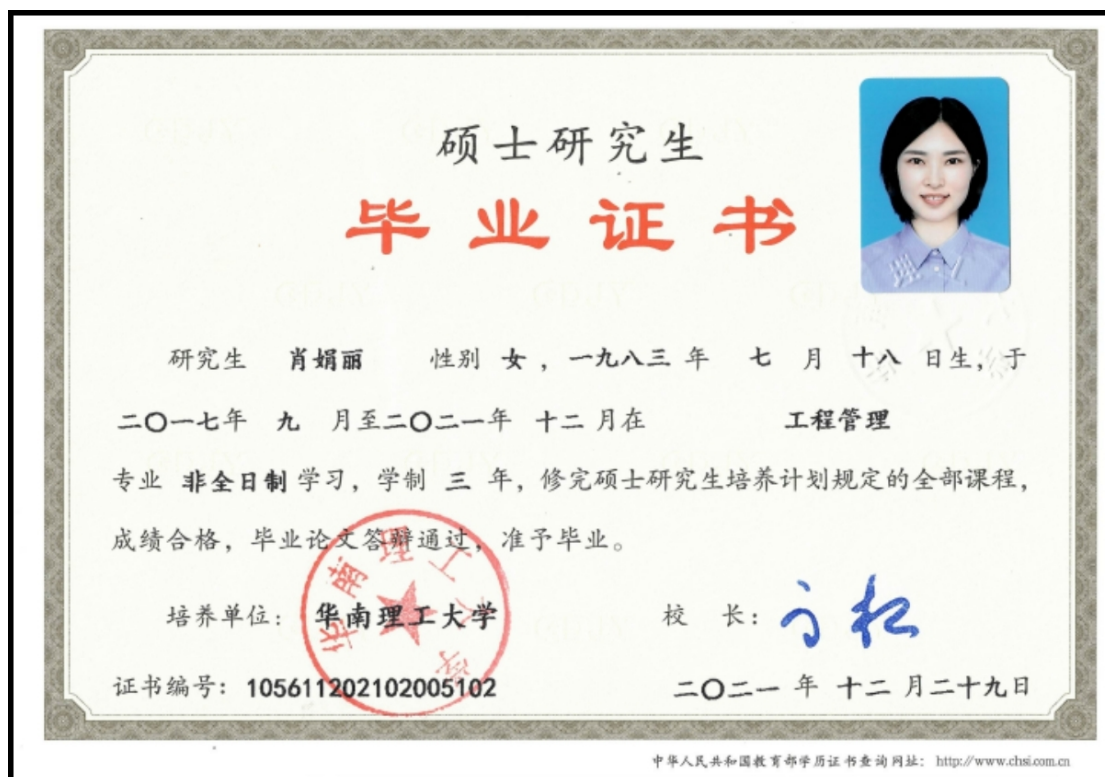 硕士研究生
毕业证书
研究生 肖娟丽 性别 女 ，一九八三 年 七 月 十八 日生，于
二〇一七年 九 月至二〇二一年 十二 月在 工程管理
专业 非全日制 学习，学制 三 年，修完硕士研究生培养计划规定的全部课程，
成绩合格，毕业论文答辩通过，准予毕业。
培养单位： 华南理工大学 校 长：
华南理工大学
证书编号：105611202102005102 二〇二一 年 十二 月二十九日
中华人民共和国教育部学历证书查询网址： http://www.chsi.com.cn